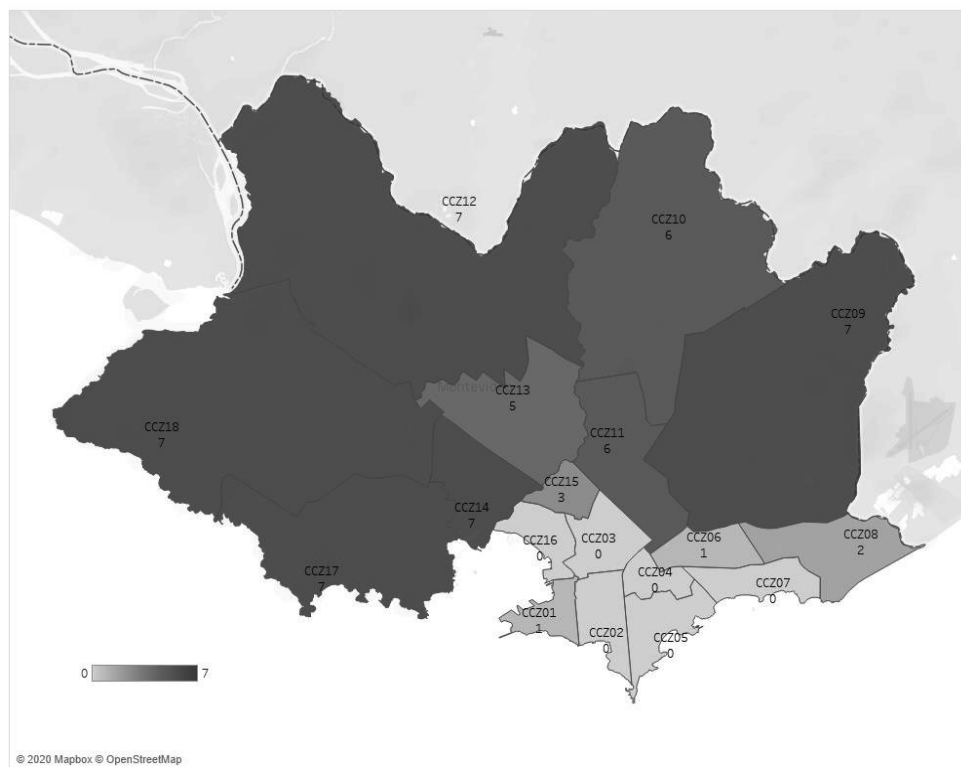 CCZ12
7
CCZ10
6
CCZ09
7
CCZ13
5
CCZ18
7
CCZ11
6
CCZ15
3
CCZ14
7
CCZ16
0
CCZ03
0
CCZ06
1
CCZ08
2
CCZ17
7
CCZ04
0
CCZ07
0
CCZ01
1
CCZ02
0
CCZ05
0
0 7
© 2020 Mapbox © OpenStreetMap